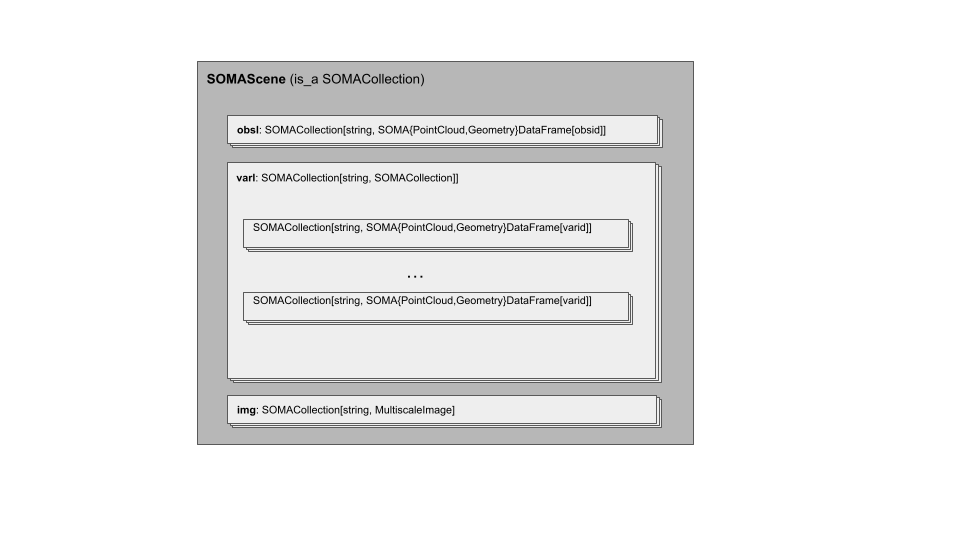 SOMAScene (is_a SOMACollection)
obsl: SOMACollection[string, SOMA{PointCloud,Geometry}DataFrame[obsid]]
varl: SOMACollection[string, SOMACollection]]
SOMACollection[string, SOMA{PointCloud,Geometry}DataFrame[varid]]
...
SOMACollection[string, SOMA{PointCloud,Geometry}DataFrame[varid]]
img: SOMACollection[string, MultiscaleImage]